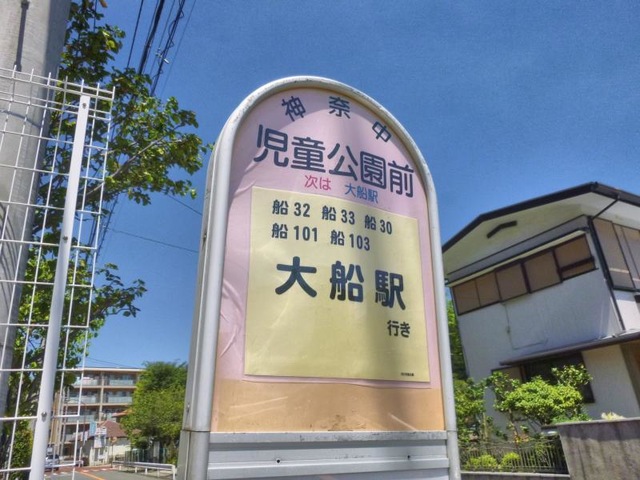 神奈中
児童公園前
次は 大船駅
船32 船33 船30
船101 船103
大船駅
行き